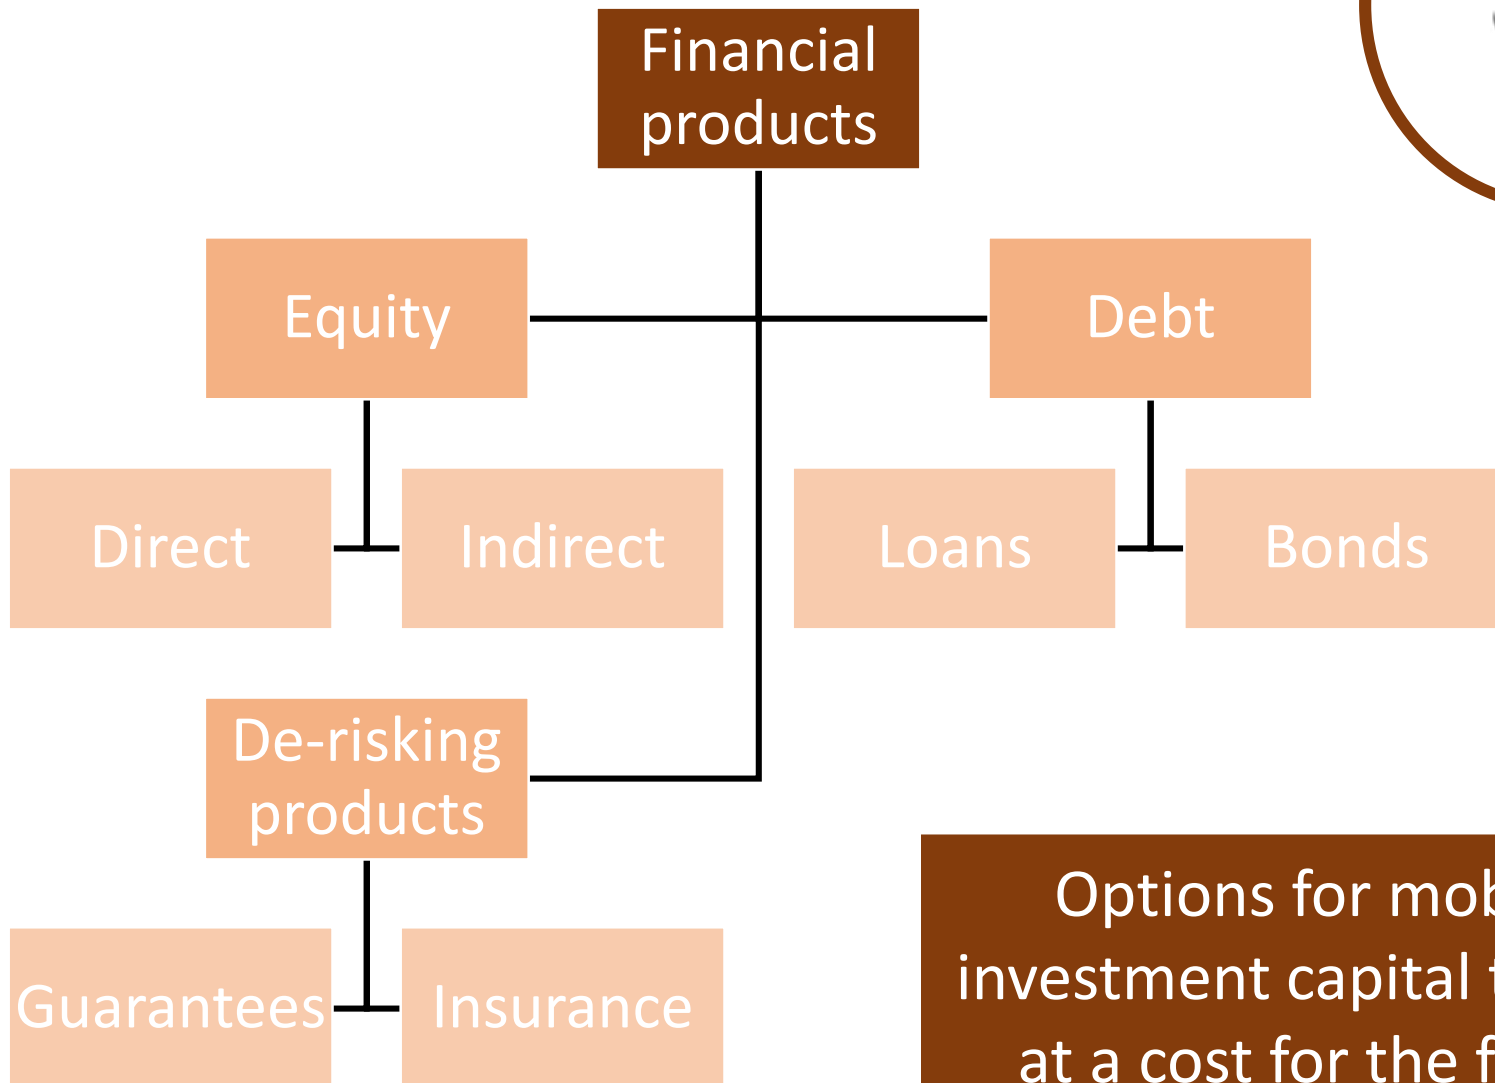 Financial
products
Equity
Debt
Direct
Indirect
Loans
Bonds
De-risking
products
Guarantees
Insurance
Options for
investment capital
at a cost for the